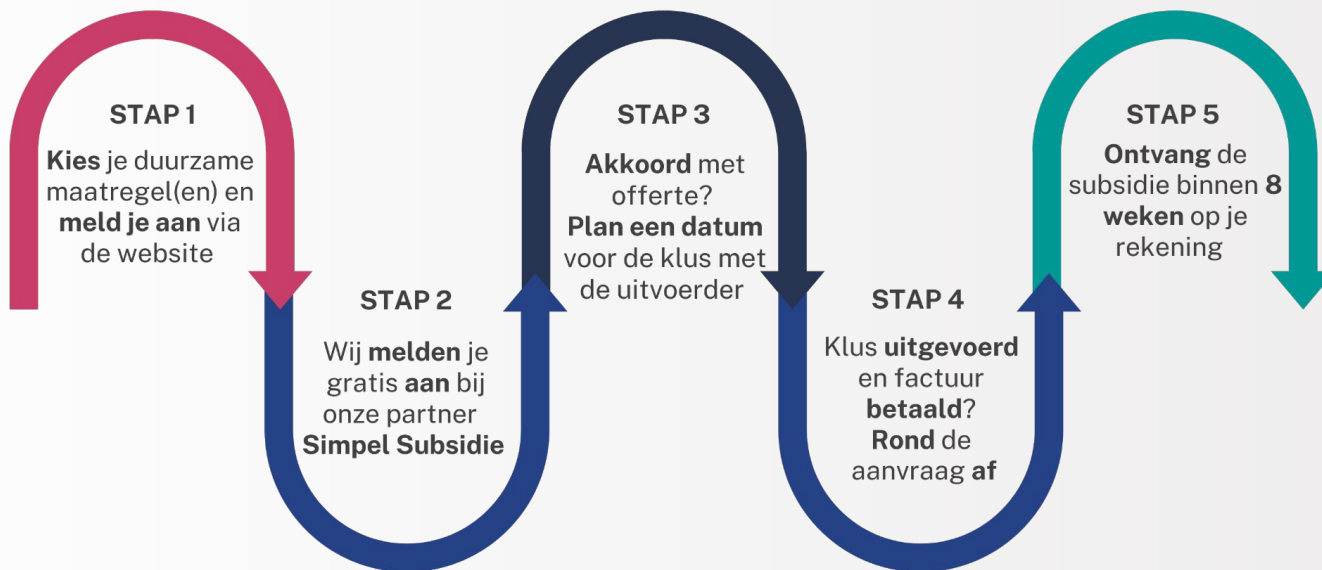 STAP 1
Kies je duurzame
maatregel(en) en
meld je aan via
de website
STAP 2
Wij melden je
gratis aan bij
onze partner
Simpel Subsidie
STAP 3
Akkoord met
offerte?
Plan een datum
voor de klus met
de uitvoerder
STAP 4
Klus uitgevoerd
en factuur
betaald?
Rond de
aanvraag af
STAP 5
Ontvang de
subsidie binnen 8
weken op je
rekening